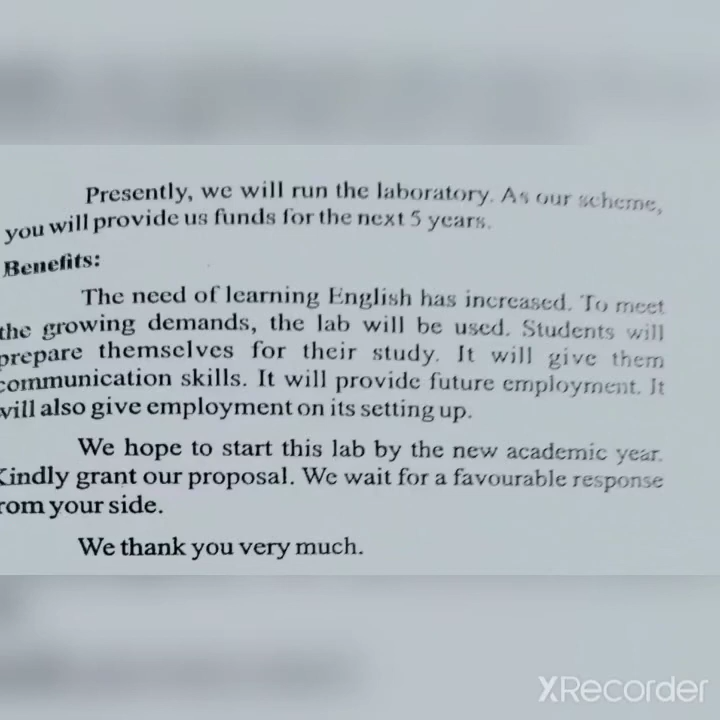 Presently, we will run the laboratory. As our scheme,
you will provide us funds for the next 5 years.
Benefits:
The need of learning English has increased. To meet
the growing demands, the lab will be used. Students will
prepare themselves for their study. It will give them
communication skills. It will provide future employment. It
will also give employment on its setting up.
We hope to start this lab by the new academic year.
Kindly grant our proposal. We wait for a favourable response
rom your side.
We thank you very much.
XRecorder